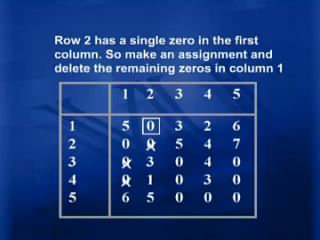 Row 2 has a single zero in the first
column. So make an assignment and
delete the remaining zeros in column 1
1 2 3 4 5
1 5 0 3 2 6
2 0 0 5 4 7
3 0 3 0 4 0
4 0 1 0 3 0
5 6 5 0 0 0